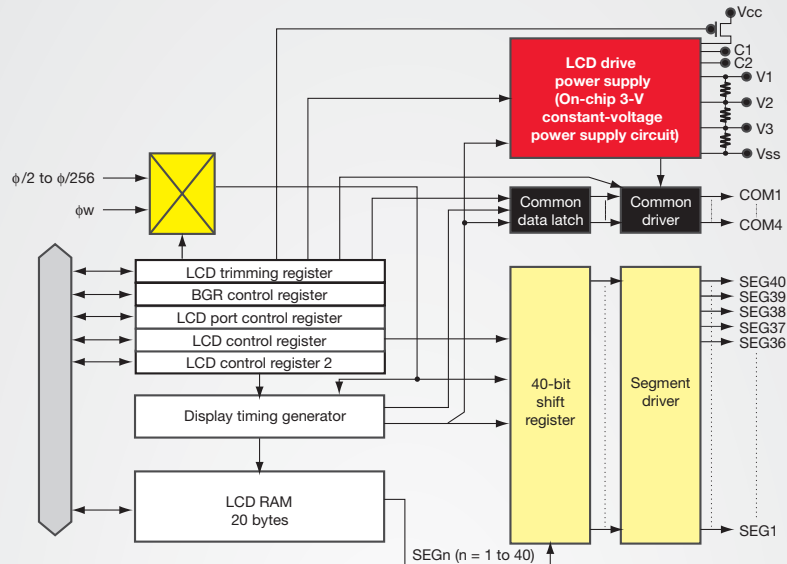 Vcc
LCD drive
power supply
(On-chip 3-V
constant-voltage
power supply circuit)
C1
C2
V1
V2
V3
Vss
ϕ/2 to ϕ/256
ϕw
Common
data latch
Common
driver
COM1
COM4
LCD trimming register
BGR control register
LCD port control register
LCD control register
LCD control register 2
Display timing generator
LCD RAM
20 bytes
40-bit
shift
register
Segment
driver
SEG40
SEG39
SEG38
SEG37
SEG36
SEG1
SEGn (n = 1 to 40)